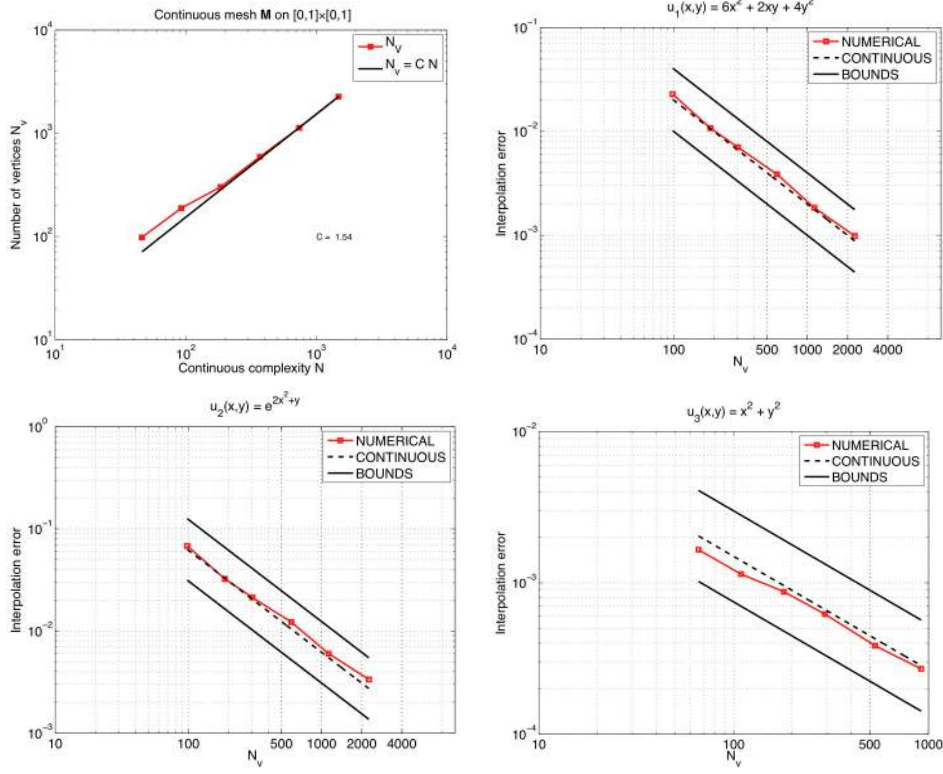 Continuous mesh M on [0,1]×[0,1]
10^4
10^3
10^2
10^1
Number of vertices N_v
N_v
N_v = C N
C = 1.54
10^1 10^2 10^3 10^4
Continuous complexity N
u_1(x,y) = 6x^2 + 2xy + 4y^2
10^-1
10^-2
10^-3
10^-4
Interpolation error
NUMERICAL
CONTINUOUS
BOUNDS
10 100 500 1000 2000 4000
N_v
u_2(x,y) = e^{2x^2+y}
10^0
10^-1
10^-2
10^-3
Interpolation error
NUMERICAL
CONTINUOUS
BOUNDS
10 100 500 1000 2000 4000
N_v
u_3(x,y) = x^2 + y^2
10^-2
10^-3
10^-4
Interpolation error
NUMERICAL
CONTINUOUS
BOUNDS
10 100 500 1000
N_v